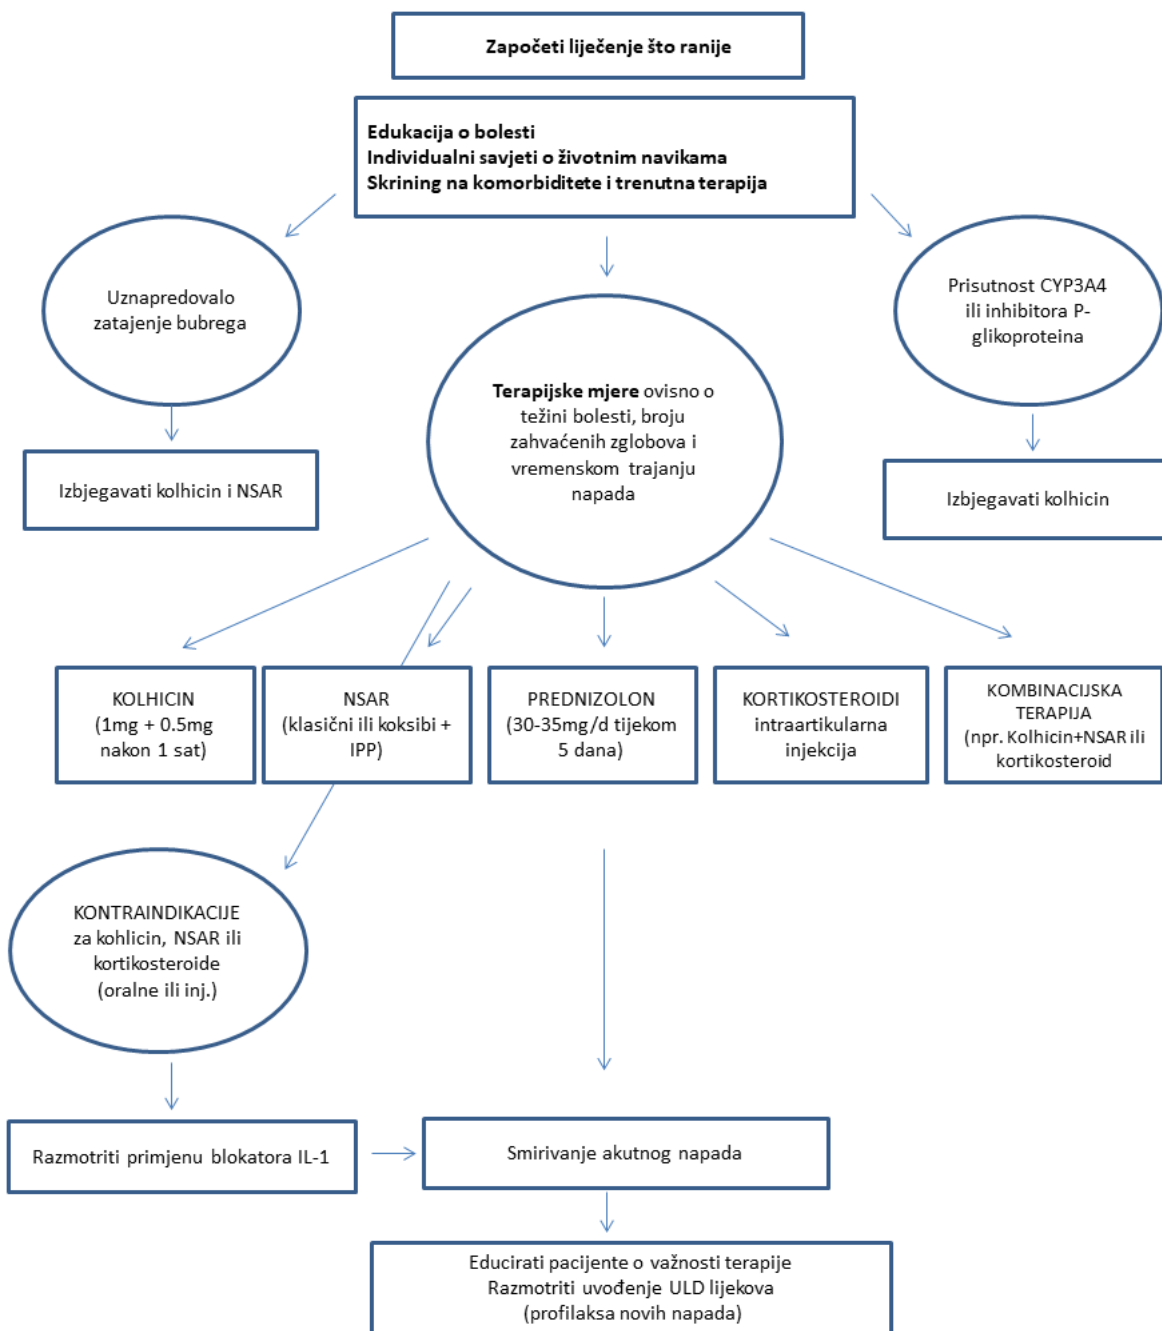 Započeti liječenje što ranije
Edukacija o bolesti
Individualni savjeti o životnim navikama
Skrining na komorbiditete i trenutna terapija
Uznapredovalo
zatajenje bubrega
Prisutnost CYP3A4
ili inhibitora P-
glikoproteina
Terapijske mjere ovisno o
težini bolesti, broju
zahvaćenih zglobova i
vremenskom trajanju
napada
Izbjegavati kolhicin i NSAR
Izbjegavati kolhicin
KOLHICIN
(1mg + 0.5mg
nakon 1 sat)
NSAR
(klasični ili koksibi +
IPP)
PREDNIZOLON
(30-35mg/d tijekom
5 dana)
KORTIKOSTEROIDI
intraartikularna
injekcija
KOMBINACIJSKA
TERAPIJA
(npr. Kolhicin+NSAR ili
kortikosteroid
KONTRAINDIKACIJE
za kohlicin, NSAR ili
kortikosteroide
(oralne ili inj.)
Razmotriti primjenu blokatora IL-1
Smirivanje akutnog napada
Educirati pacijente o važnosti terapije
Razmotriti uvođenje ULD lijekova
(profilaksa novih napada)